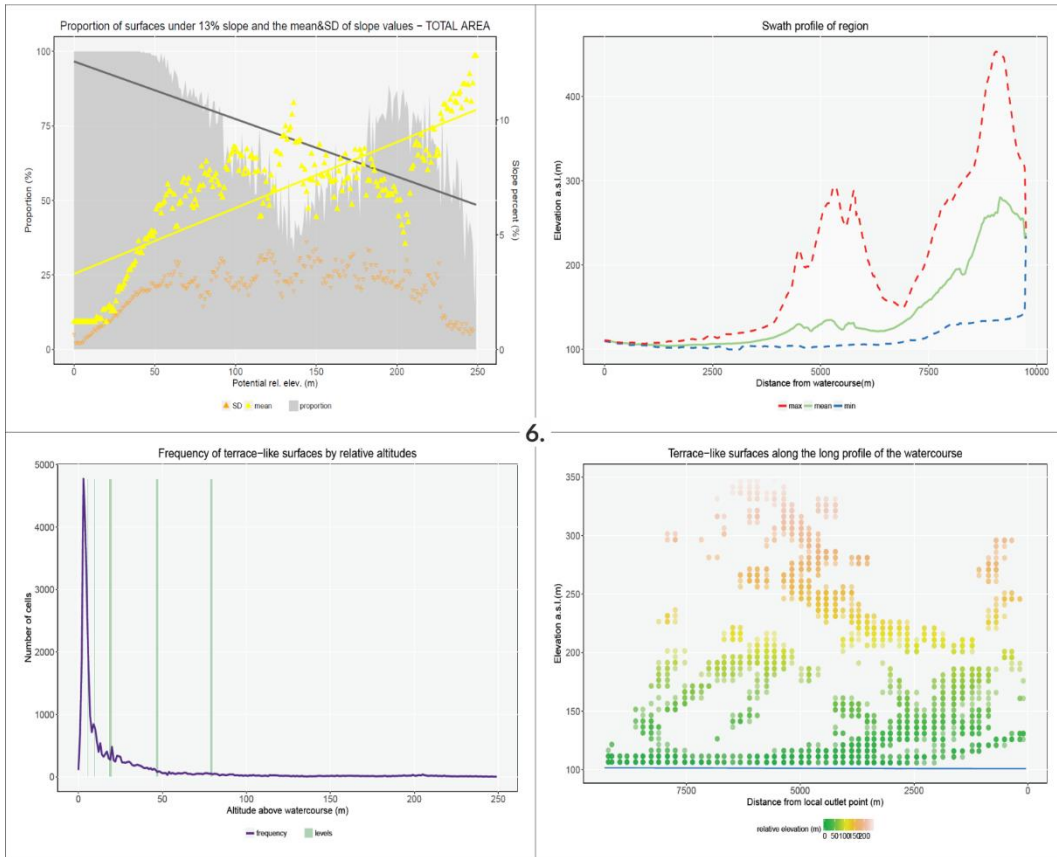 Proportion of surfaces under 13% slope and the mean&SD of slope values − TOTAL AREA
Proportion (%)
100
75
50
25
0
10
5
0
Slope percent (%)
0 50 100 150 200 250
Potential rel. elev. (m)
SD mean proportion
Swath profile of region
Elevation a.s.l.(m)
400
300
200
100
0 2500 5000 7500 10000
Distance from watercourse(m)
max mean min
6.
Frequency of terrace−like surfaces by relative altitudes
Number of cells
5000
4000
3000
2000
1000
0
0 50 100 150 200 250
Altitude above watercourse (m)
frequency levels
Terrace−like surfaces along the long profile of the watercourse
Elevation a.s.l.(m)
350
300
250
200
150
100
7500 5000 2500 0
Distance from local outlet point (m)
relative elevation (m)
0 50 100 150 200